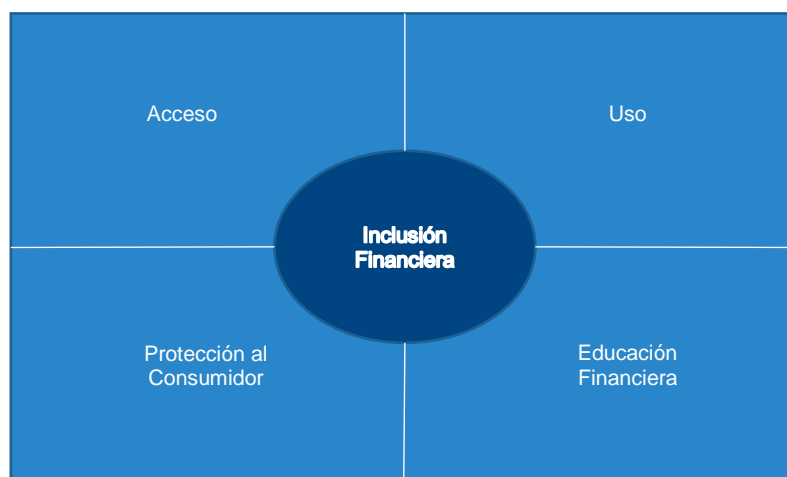 Acceso
Uso
Inclusión
Financiera
Protección al
Consumidor
Educación
Financiera